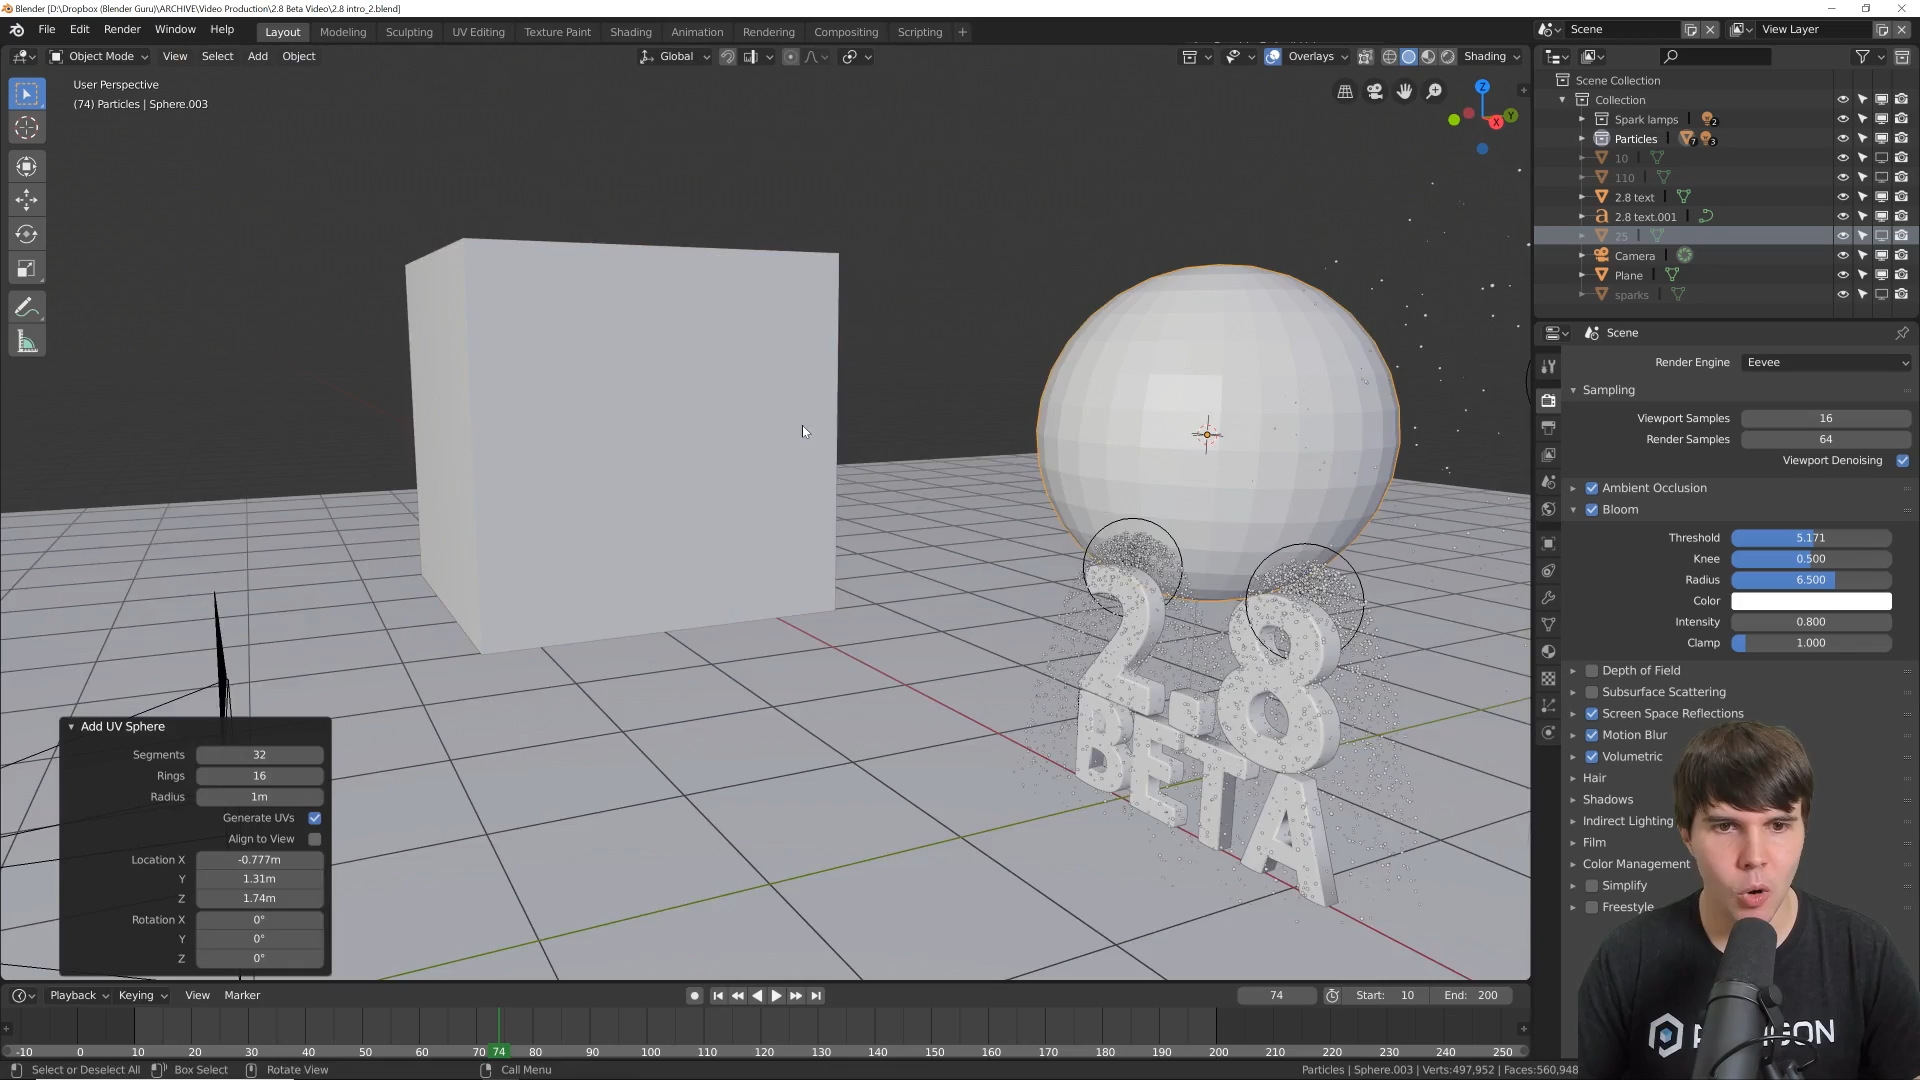 Blender [D:\Dropbox (Blender Guru)\ARCHIVE\Video Production\2.8 Beta Video\2.8 intro_2.blend]
File Edit Render Window Help Layout Modeling Sculpting UV Editing Texture Paint Shading Animation Rendering Compositing Scripting + Scene View Layer
Object Mode View Select Add Object Global Overlays Shading
User Perspective
(74) Particles | Sphere.003
Z
Y
X
Scene Collection
Collection
Spark lamps 2
Particles 7 3
10
110
2.8 text
2.8 text.001
25
Camera
Plane
sparks
Scene
Render Engine Eevee
Sampling
Viewport Samples 16
Render Samples 64
Viewport Denoising
Ambient Occlusion
Bloom
Threshold 5.171
Knee 0.500
Radius 6.500
Color
Intensity 0.800
Clamp 1.000
Depth of Field
Subsurface Scattering
Screen Space Reflections
Motion Blur
Volumetric
Hair
Shadows
Indirect Lighting
Film
Color Management
Simplify
Freestyle
2.8
BETA
Add UV Sphere
Segments 32
Rings 16
Radius 1m
Generate UVs
Align to View
Location X -0.777m
Y 1.31m
Z 1.74m
Rotation X 0°
Y 0°
Z 0°
Playback Keying View Marker 74 Start: 10 End: 200
-10 0 10 20 30 40 50 60 70 74 80 90 100 110 120 130 140 150 160 170 180 190 200 210 220 230 240 250
Select or Deselect All Box Select Rotate View Call Menu Particles | Sphere.003 | Verts:497,952 | Faces:560,948